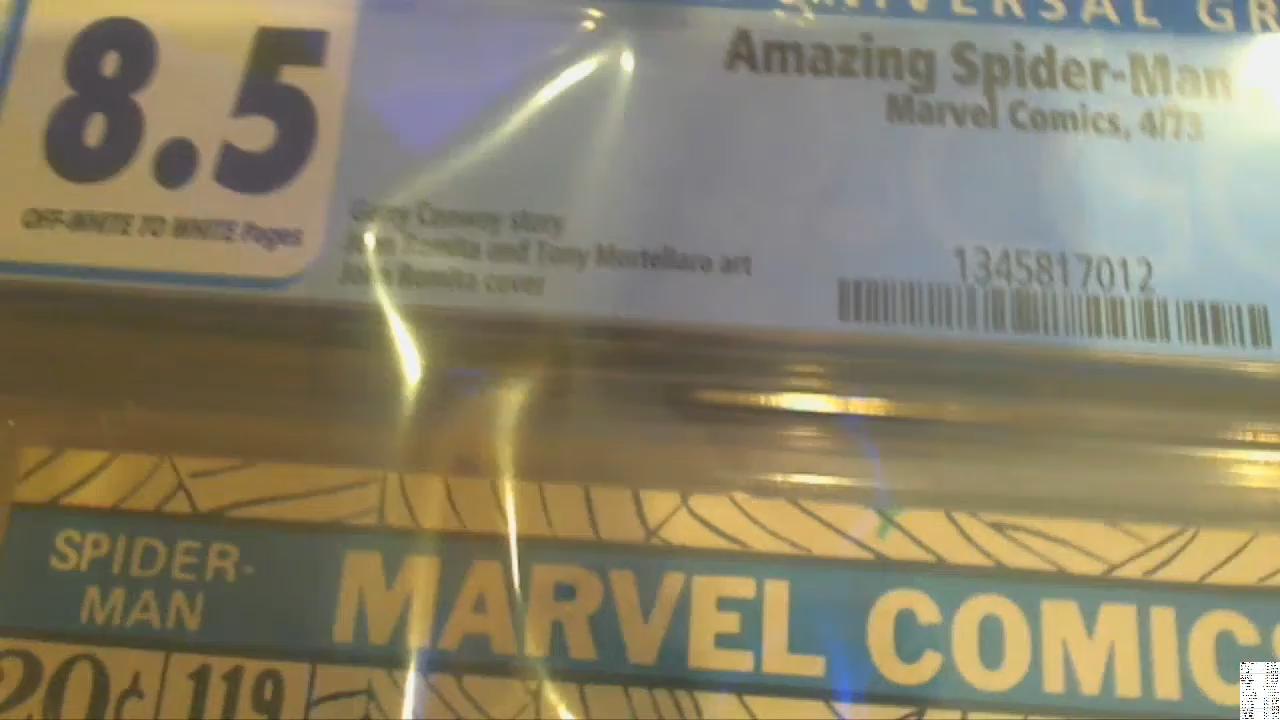 UNIVERSAL GR
8.5
OFF-WHITE TO WHITE Pages
Amazing Spider-Man
Marvel Comics, 4/73
Gerry Conway story
John Romita and Tony Mortellaro art
John Romita cover
1345817012
SPIDER-
MAN
MARVEL COMICS
20¢ 119